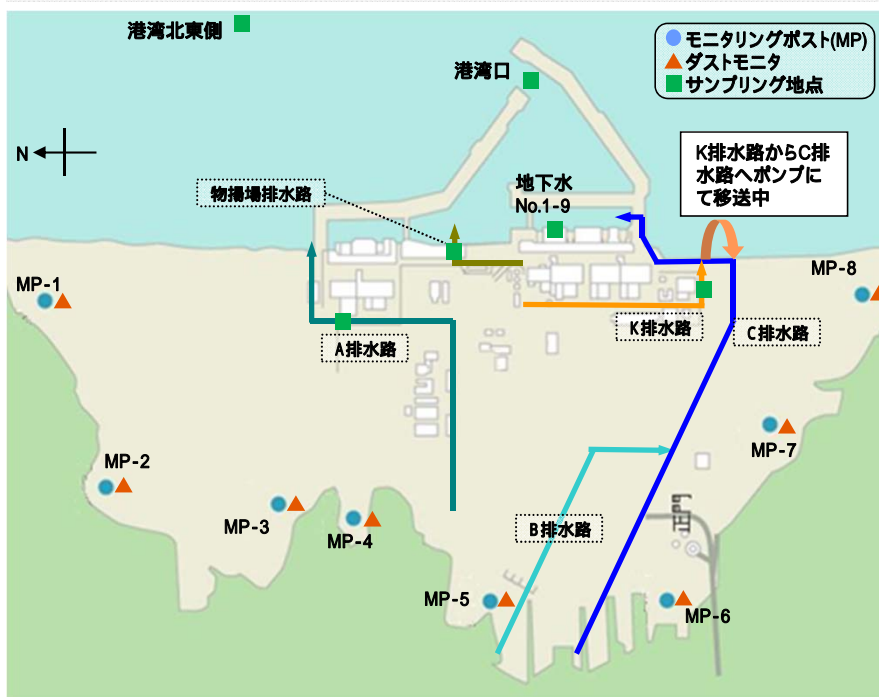 港湾北東側
港湾口
モニタリングポスト(MP)
ダストモニタ
サンプリング地点
N
K排水路からC排
水路へポンプに
て移送中
物揚場排水路
地下水
No.1-9
MP-1
MP-8
K排水路
C排水路
A排水路
MP-7
MP-2
MP-3
MP-4
B排水路
MP-5
MP-6